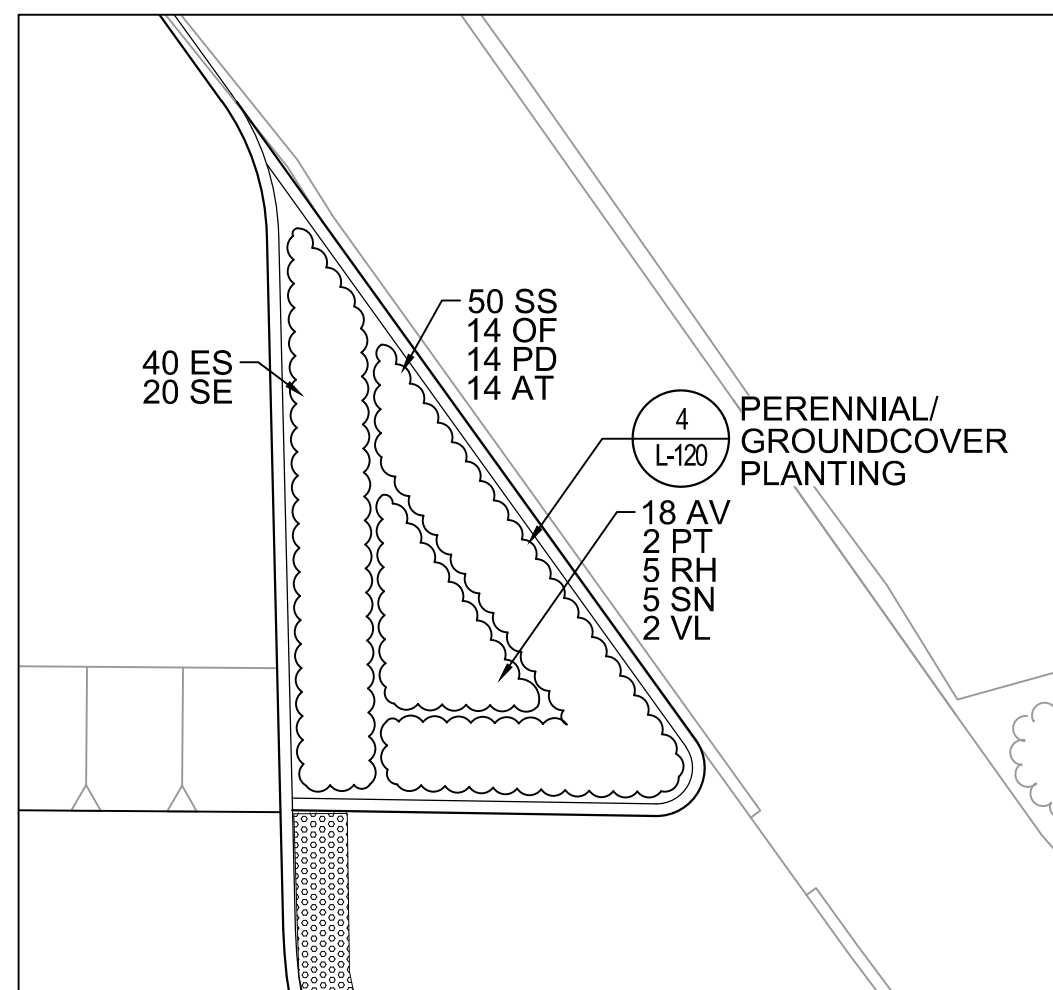 50 SS
14 OF
14 PD
14 AT
40 ES
20 SE
4
L-120
PERENNIAL/
GROUNDCOVER
PLANTING
18 AV
2 PT
5 RH
5 SN
2 VL